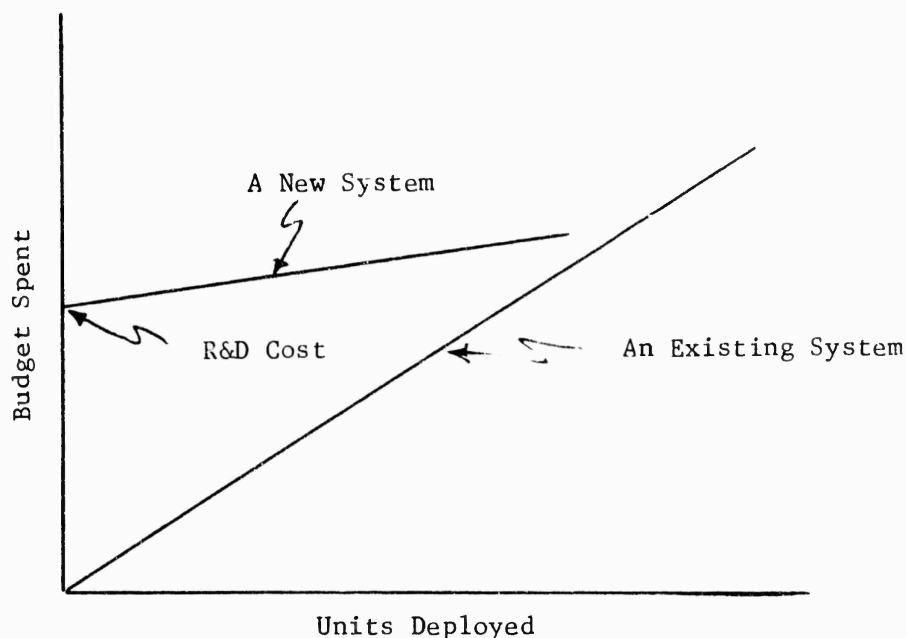 A New System
Budget Spent
R&D Cost
An Existing System
Units Deployed